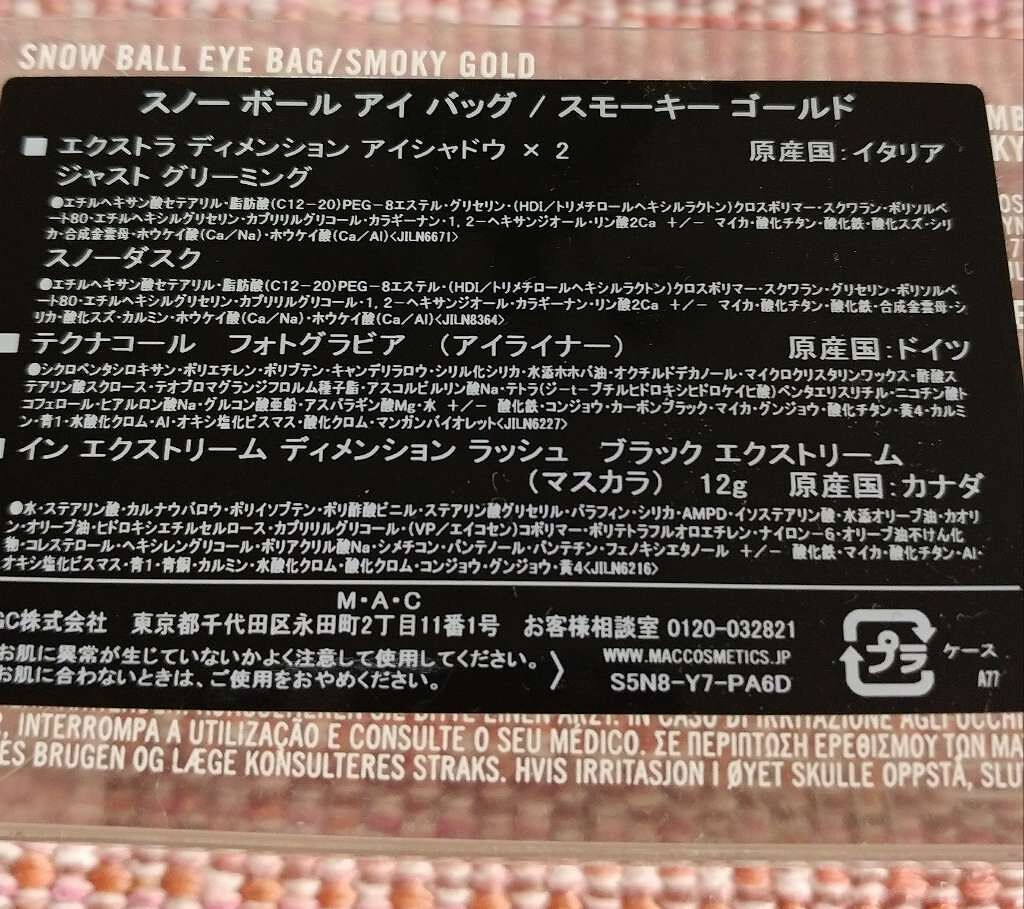 SNOW BALL EYE BAG/SMOKY GOLD
スノー ボール アイ バッグ / スモーキー ゴールド
エクストラ ディメンション アイシャドウ × 2 原産国:イタリア
ジャスト グリーミング
●エチルヘキサン酸セテアリル・脂肪酸(C12-20)PEG-8エステル・グリセリン・(HDI/トリメチロールヘキシルラクトン)クロスポリマー・スクワラン・ポリソルベ
ート80・エチルヘキシルグリセリン・カプリリルグリコール・カラギーナン・1, 2-ヘキサンジオール・リン酸2Ca +/- マイカ・酸化チタン・酸化鉄・酸化スズ・シリ
カ・合成金雲母・ホウケイ酸(Ca/Na)・ホウケイ酸(Ca/Al)<JILN6671>
スノーダスク
●エチルヘキサン酸セテアリル・脂肪酸(C12-20)PEG-8エステル・(HDI/トリメチロールヘキシルラクトン)クロスポリマー・スクワラン・グリセリン・ポリソルベ
ート80・エチルヘキシルグリセリン・カプリリルグリコール・1, 2-ヘキサンジオール・カラギーナン・リン酸2Ca +/- マイカ・酸化チタン・酸化鉄・合成金雲母・シ
リカ・酸化スズ・カルミン・ホウケイ酸(Ca/Na)・ホウケイ酸(Ca/Al)<JILN8364>
テクナコール フォトグラビア (アイライナー) 原産国:ドイツ
●シクロペンタシロキサン・ポリエチレン・ポリブテン・キャンデリラロウ・シリル化シリカ・水添ホホバ油・オクチルドデカノール・マイクロクリスタリンワックス・酢酸ス
テアリン酸スクロース・テオブロマグランジフロルム種子脂・アスコルビルリン酸Na・テトラ(ジーt-ブチルヒドロキシヒドロケイヒ酸)ペンタエリスリチル・ニコチン酸ト
コフェロール・ヒアルロン酸Na・グルコン酸亜鉛・アスパラギン酸Mg・水 +/- 酸化鉄・コンジョウ・カーボンブラック・マイカ・グンジョウ・酸化チタン・黄4・カルミ
ン・青1・水酸化クロム・Al・オキシ塩化ビスマス・酸化クロム・マンガンバイオレット<JILN6227>
イン エクストリーム ディメンション ラッシュ ブラック エクストリーム
(マスカラ) 12g 原産国:カナダ
●水・ステアリン酸・カルナウバロウ・ポリイソブテン・ポリ酢酸ビニル・ステアリン酸グリセリル・パラフィン・シリカ・AMPD・イソステアリン酸・水添オリーブ油・カオリ
ン・オリーブ油・ヒドロキシエチルセルロース・カプリリルグリコール・(VP/エイコセン)コポリマー・ポリテトラフルオロエチレン・ナイロン-6・オリーブ油不けん化
物・コレステロール・ヘキシレングリコール・ポリアクリル酸Na・シメチコン・パンテノール・パンテチン・フェノキシエタノール +/- 酸化鉄・マイカ・酸化チタン・Al・
オキシ塩化ビスマス・青1・青銅・カルミン・水酸化クロム・酸化クロム・コンジョウ・グンジョウ・黄4<JILN6216>
M・A・C
GC株式会社 東京都千代田区永田町2丁目11番1号 お客様相談室 0120-032821
お肌に異常が生じていないかよく注意して使用してください。 WWW.MACCOSMETICS.JP
お肌に合わないときは、ご使用をおやめください。 S5N8-Y7-PA6D
プラ ケース
A77
INTERROMPA A UTILIZAÇÃO E CONSULTE O SEU MÉDICO. ΣΕ ΠΕΡΙΠΤΩΣΗ ΕΡΕΘΙΣΜΟΥ ΤΩΝ ΜΑ
ES BRUGEN OG LÆGE KONSULTERES STRAKS. HVIS IRRITASJON I ØYET SKULLE OPPSTÅ, SLU